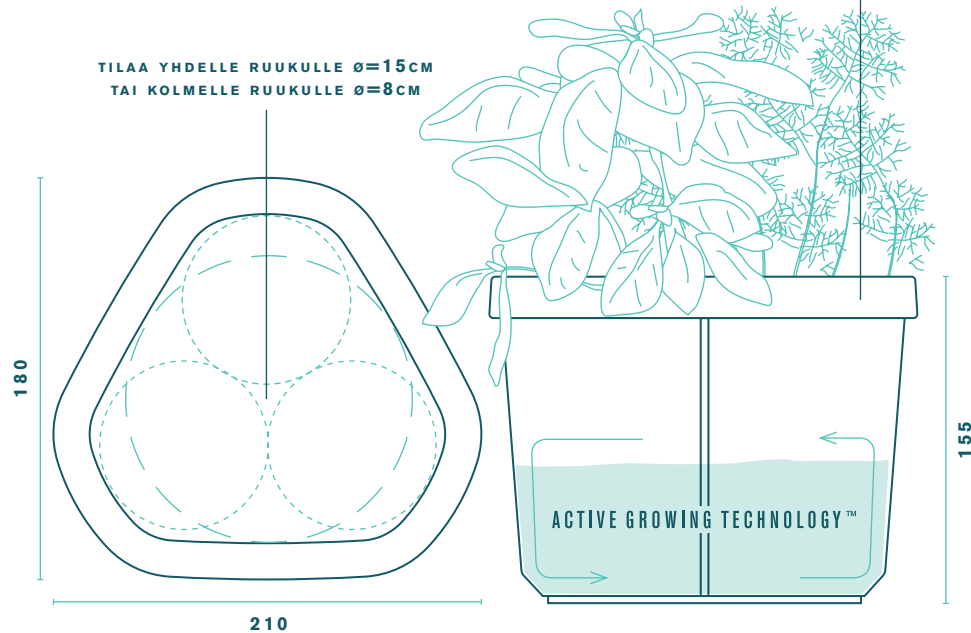 TILAA YHDELLE RUUKULLE Ø=15CM
TAI KOLMELLE RUUKULLE Ø=8CM
180
210
155
ACTIVE GROWING TECHNOLOGY™